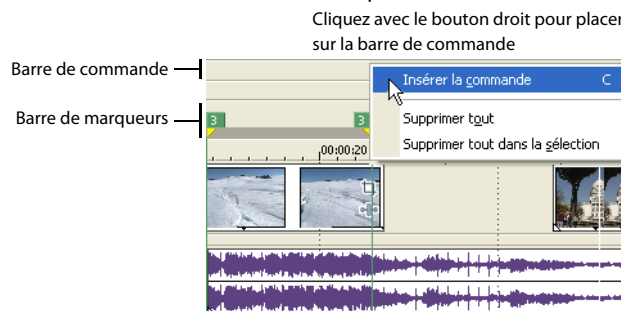 Cliquez avec le bouton droit pour placer
sur la barre de commande
Barre de commande
Insérer la commande C
Barre de marqueurs
3 3
Supprimer tout
Supprimer tout dans la sélection
00:00:20